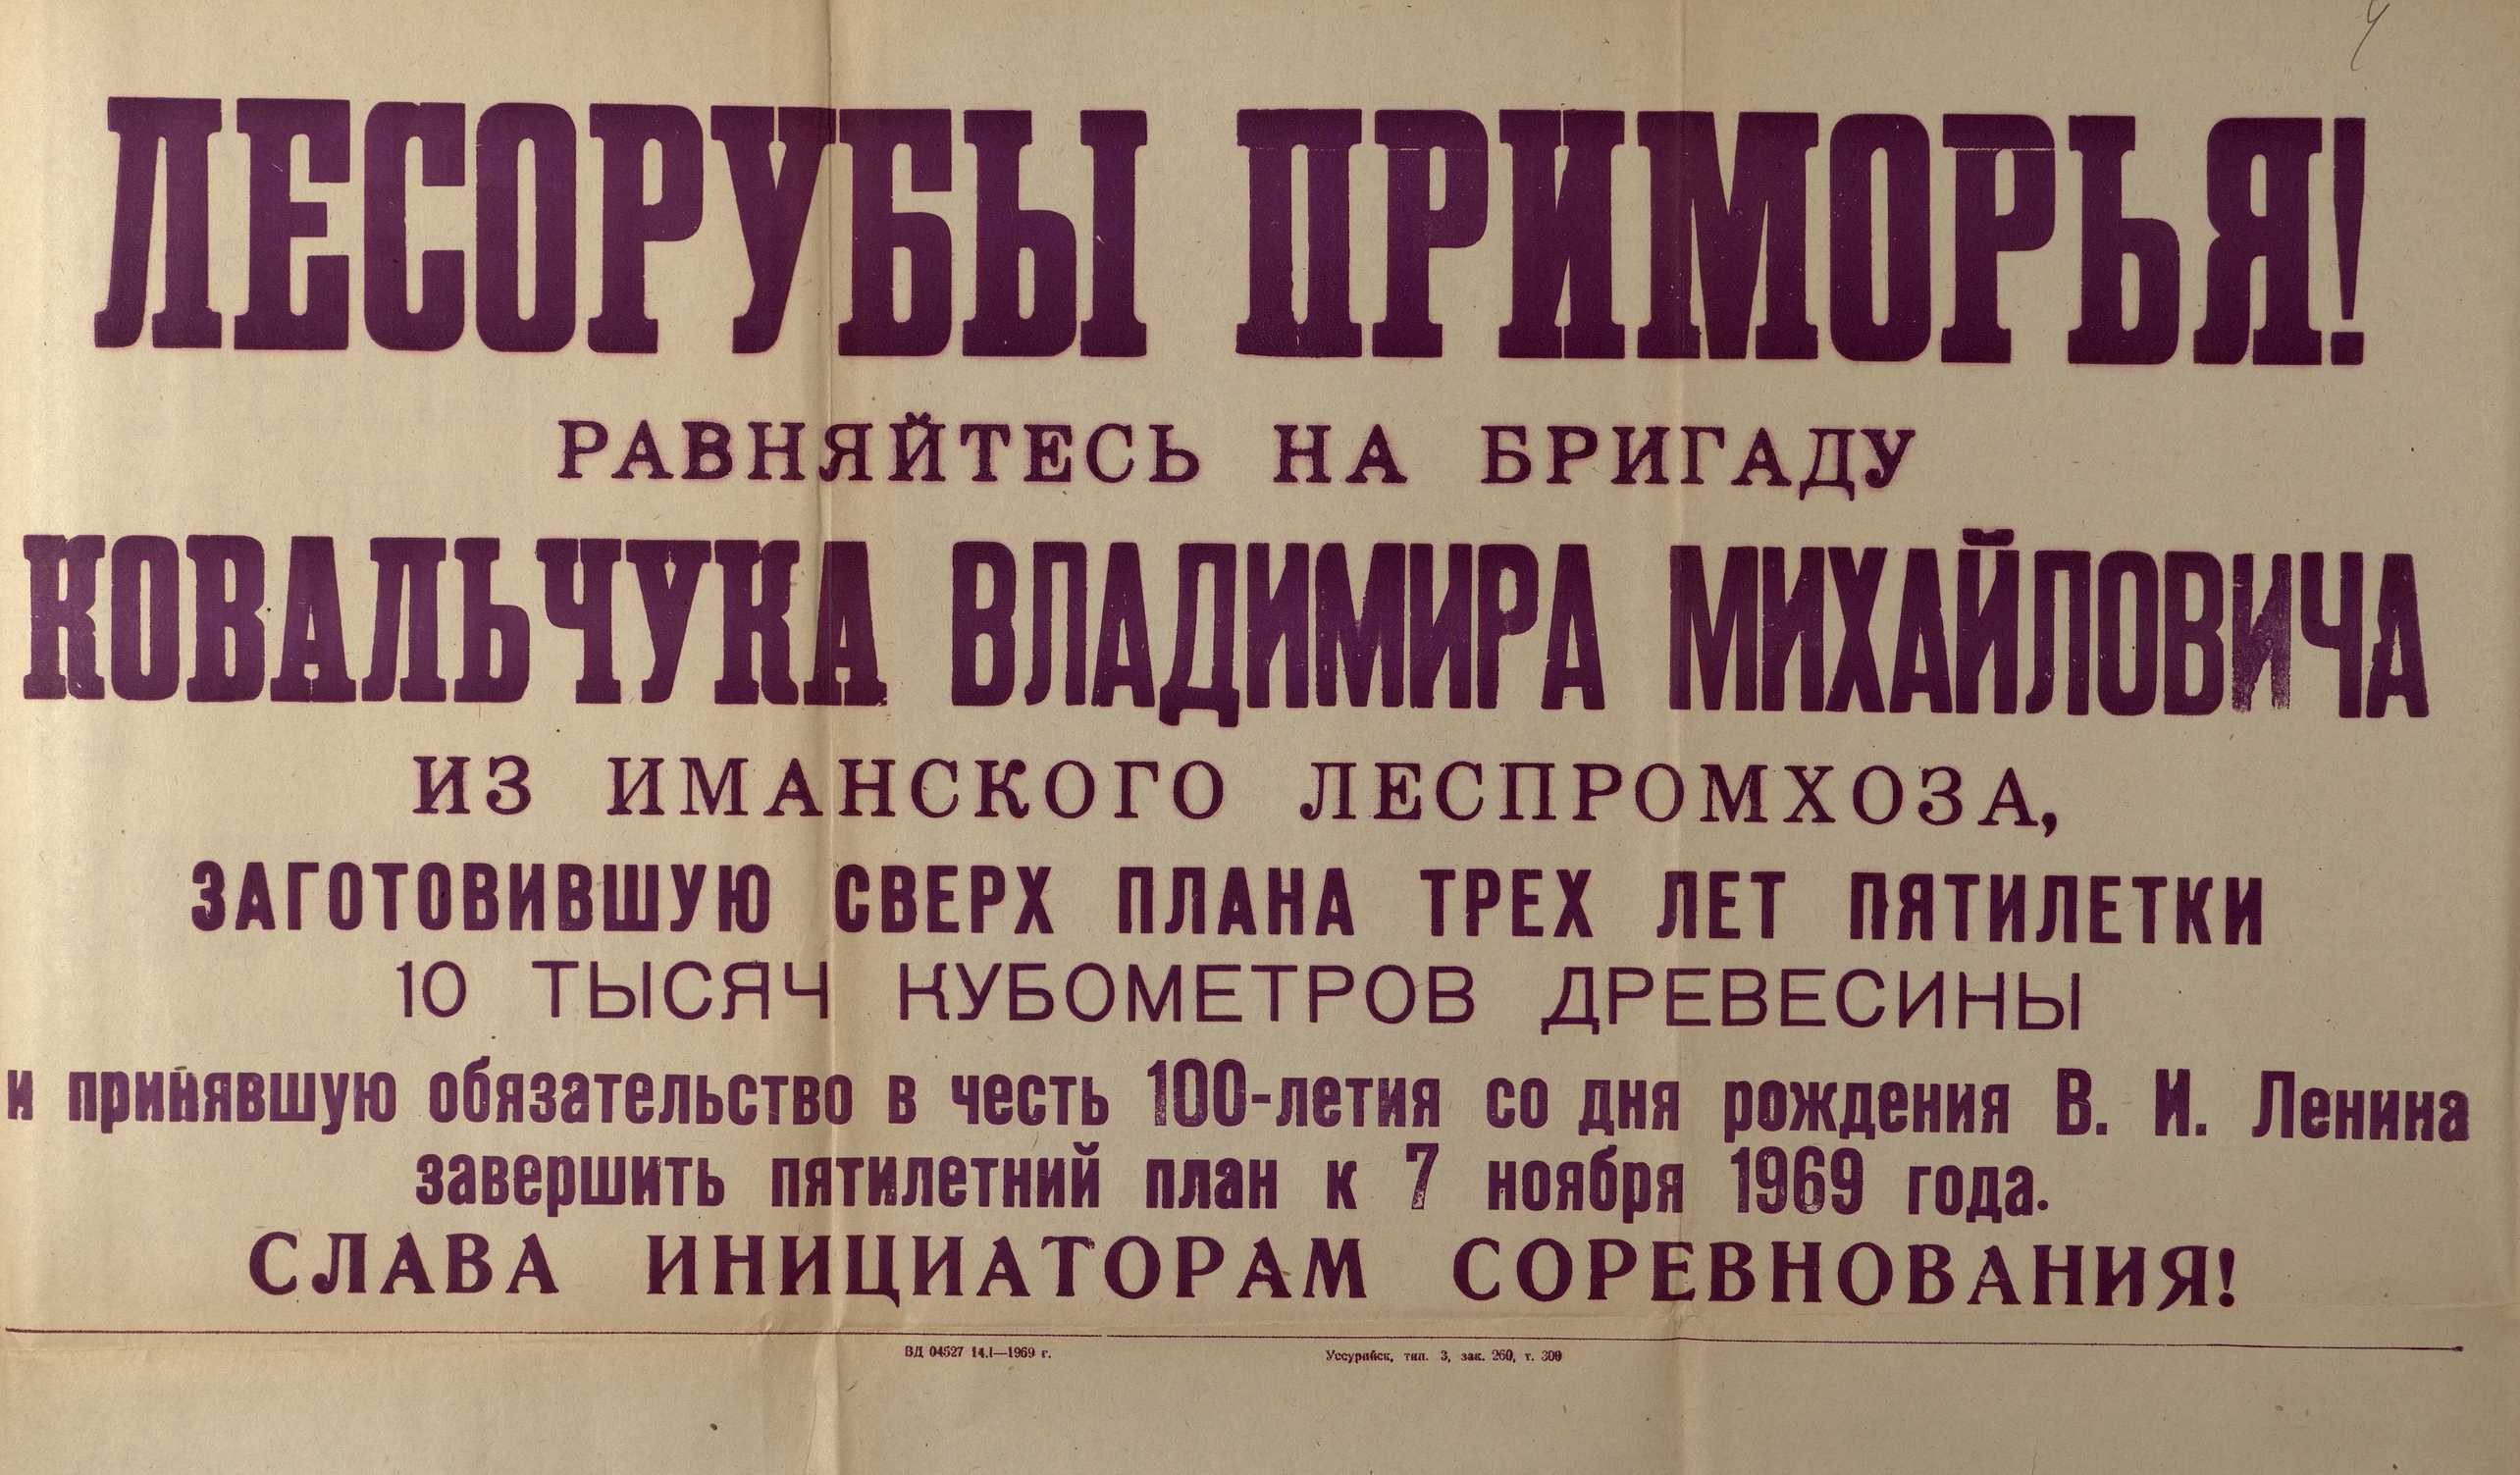 ЛЕСОРУБЫ ПРИМОРЬЯ!
РАВНЯЙТЕСЬ НА БРИГАДУ
КОВАЛЬЧУКА ВЛАДИМИРА МИХАЙЛОВИЧА
ИЗ ИМАНСКОГО ЛЕСПРОМХОЗА,
ЗАГОТОВИВШУЮ СВЕРХ ПЛАНА ТРЕХ ЛЕТ ПЯТИЛЕТКИ
10 ТЫСЯЧ КУБОМЕТРОВ ДРЕВЕСИНЫ
и принявшую обязательство в честь 100-летия со дня рождения В. И. Ленина
завершить пятилетний план к 7 ноября 1969 года.
СЛАВА ИНИЦИАТОРАМ СОРЕВНОВАНИЯ!
ВД 04527 14.I—1969 г.
Уссурийск, тип. 3, зак. 260, т. 300